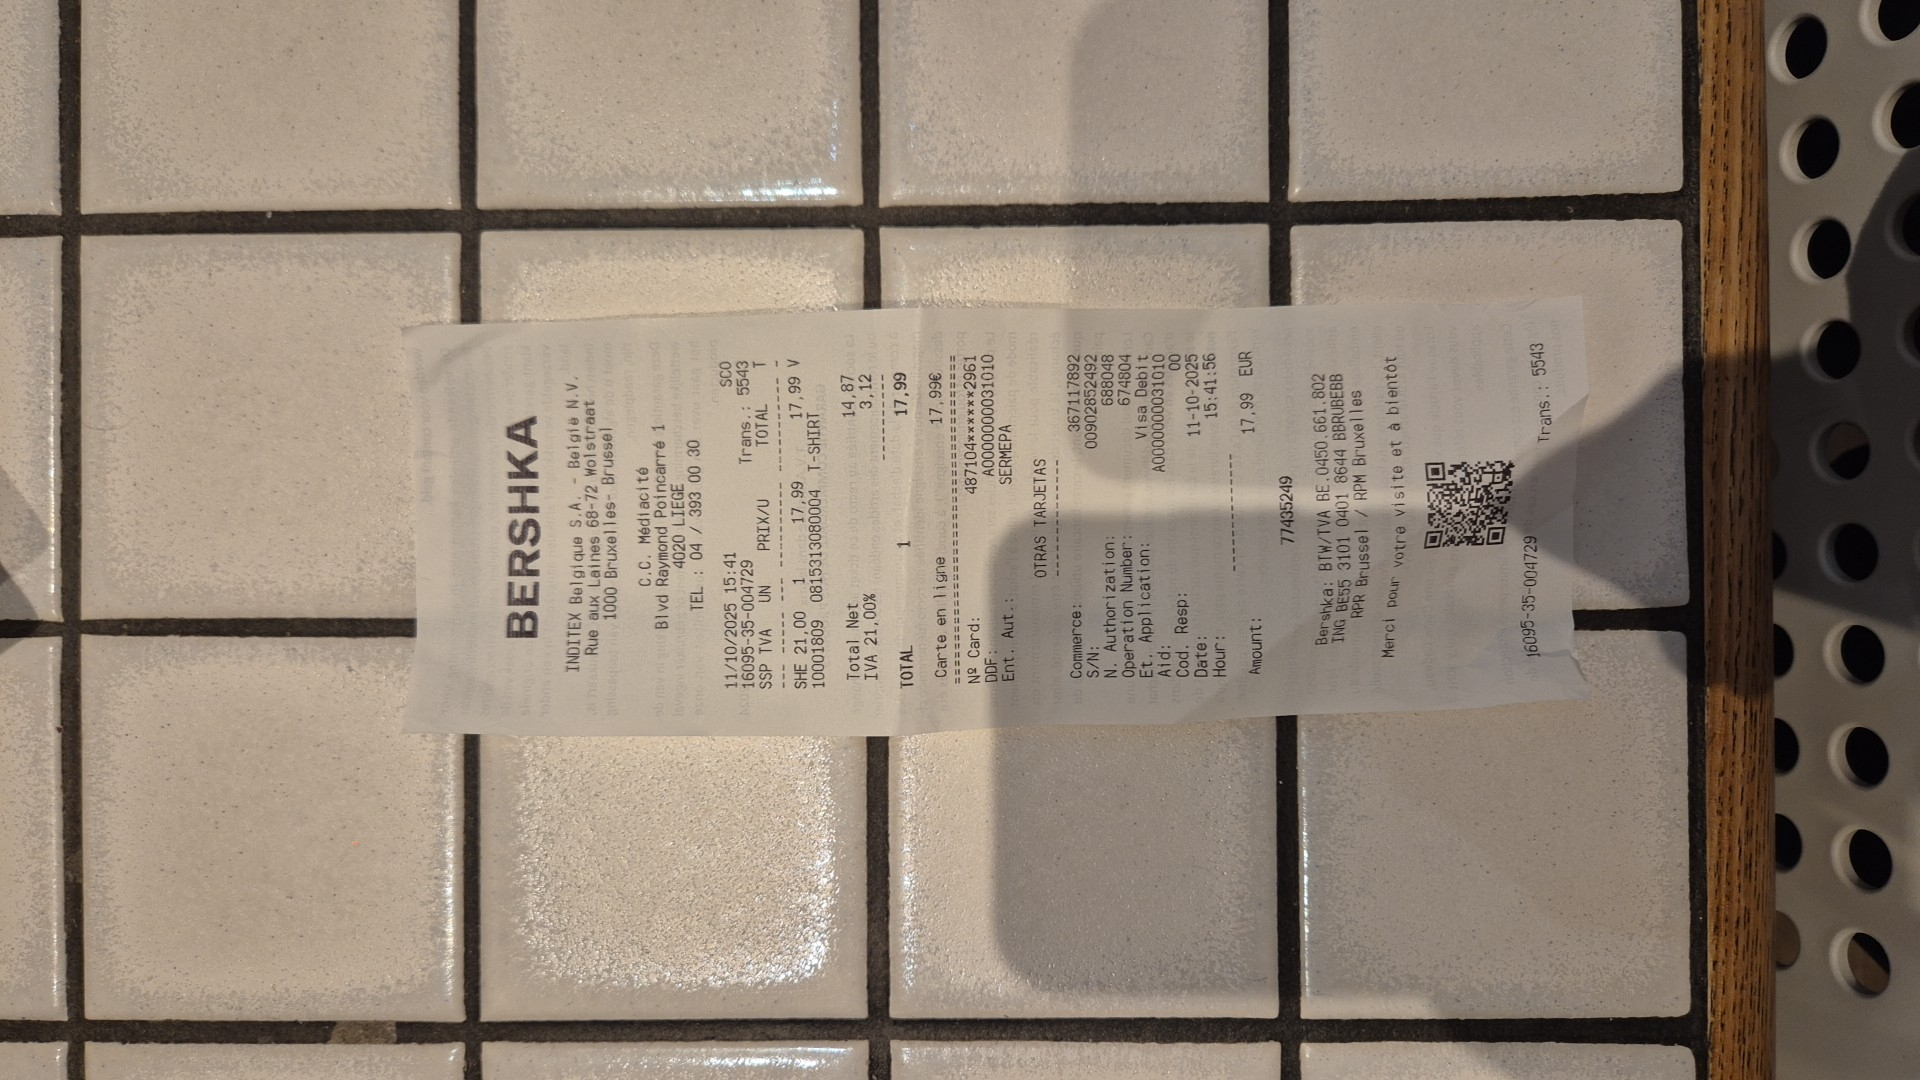 BERSHKA
INDITEX Belgique S.A. - Belgïe N.V.
Rue aux Laines 68-72 Wolstraat
1000 Bruxelles- Brussel
C.C. Médiacité
Blvd Raymond Poincarré 1
4020 LIEGE
TEL.: 04 / 393 00 30
SCO
11/10/2025 15:41
16095-35-004729 Trans.: 5543
SSP TVA UN PRIX/U TOTAL T
SHE 21,00 1 17,99 17,99 V
10001809 0815313080004 T-SHIRT
Total Net 14,87
IVA 21,00% 3,12
TOTAL 1 17,99
Carte en ligne 17,99€
Nº Card: 487104******2961
DDF: A0000000031010
Ent. Aut.: SERMEPA
OTRAS TARJETAS
Commerce: 367117892
S/N: 00902852492
N. Authorization: 688048
Operation Number: 674804
Et. Application: Visa Debit
Aid: A0000000031010
Cod. Resp: 00
Date: 11-10-2025
Hour: 15:41:56
Amount: 17,99 EUR
77435249
Bershka: BTW/TVA BE.0450.661.802
ING BE55 3101 0401 8644 BBRUBEBB
RPR Brussel / RPM Bruxelles
Merci pour votre visite et à bientôt
16095-35-004729 Trans.: 5543